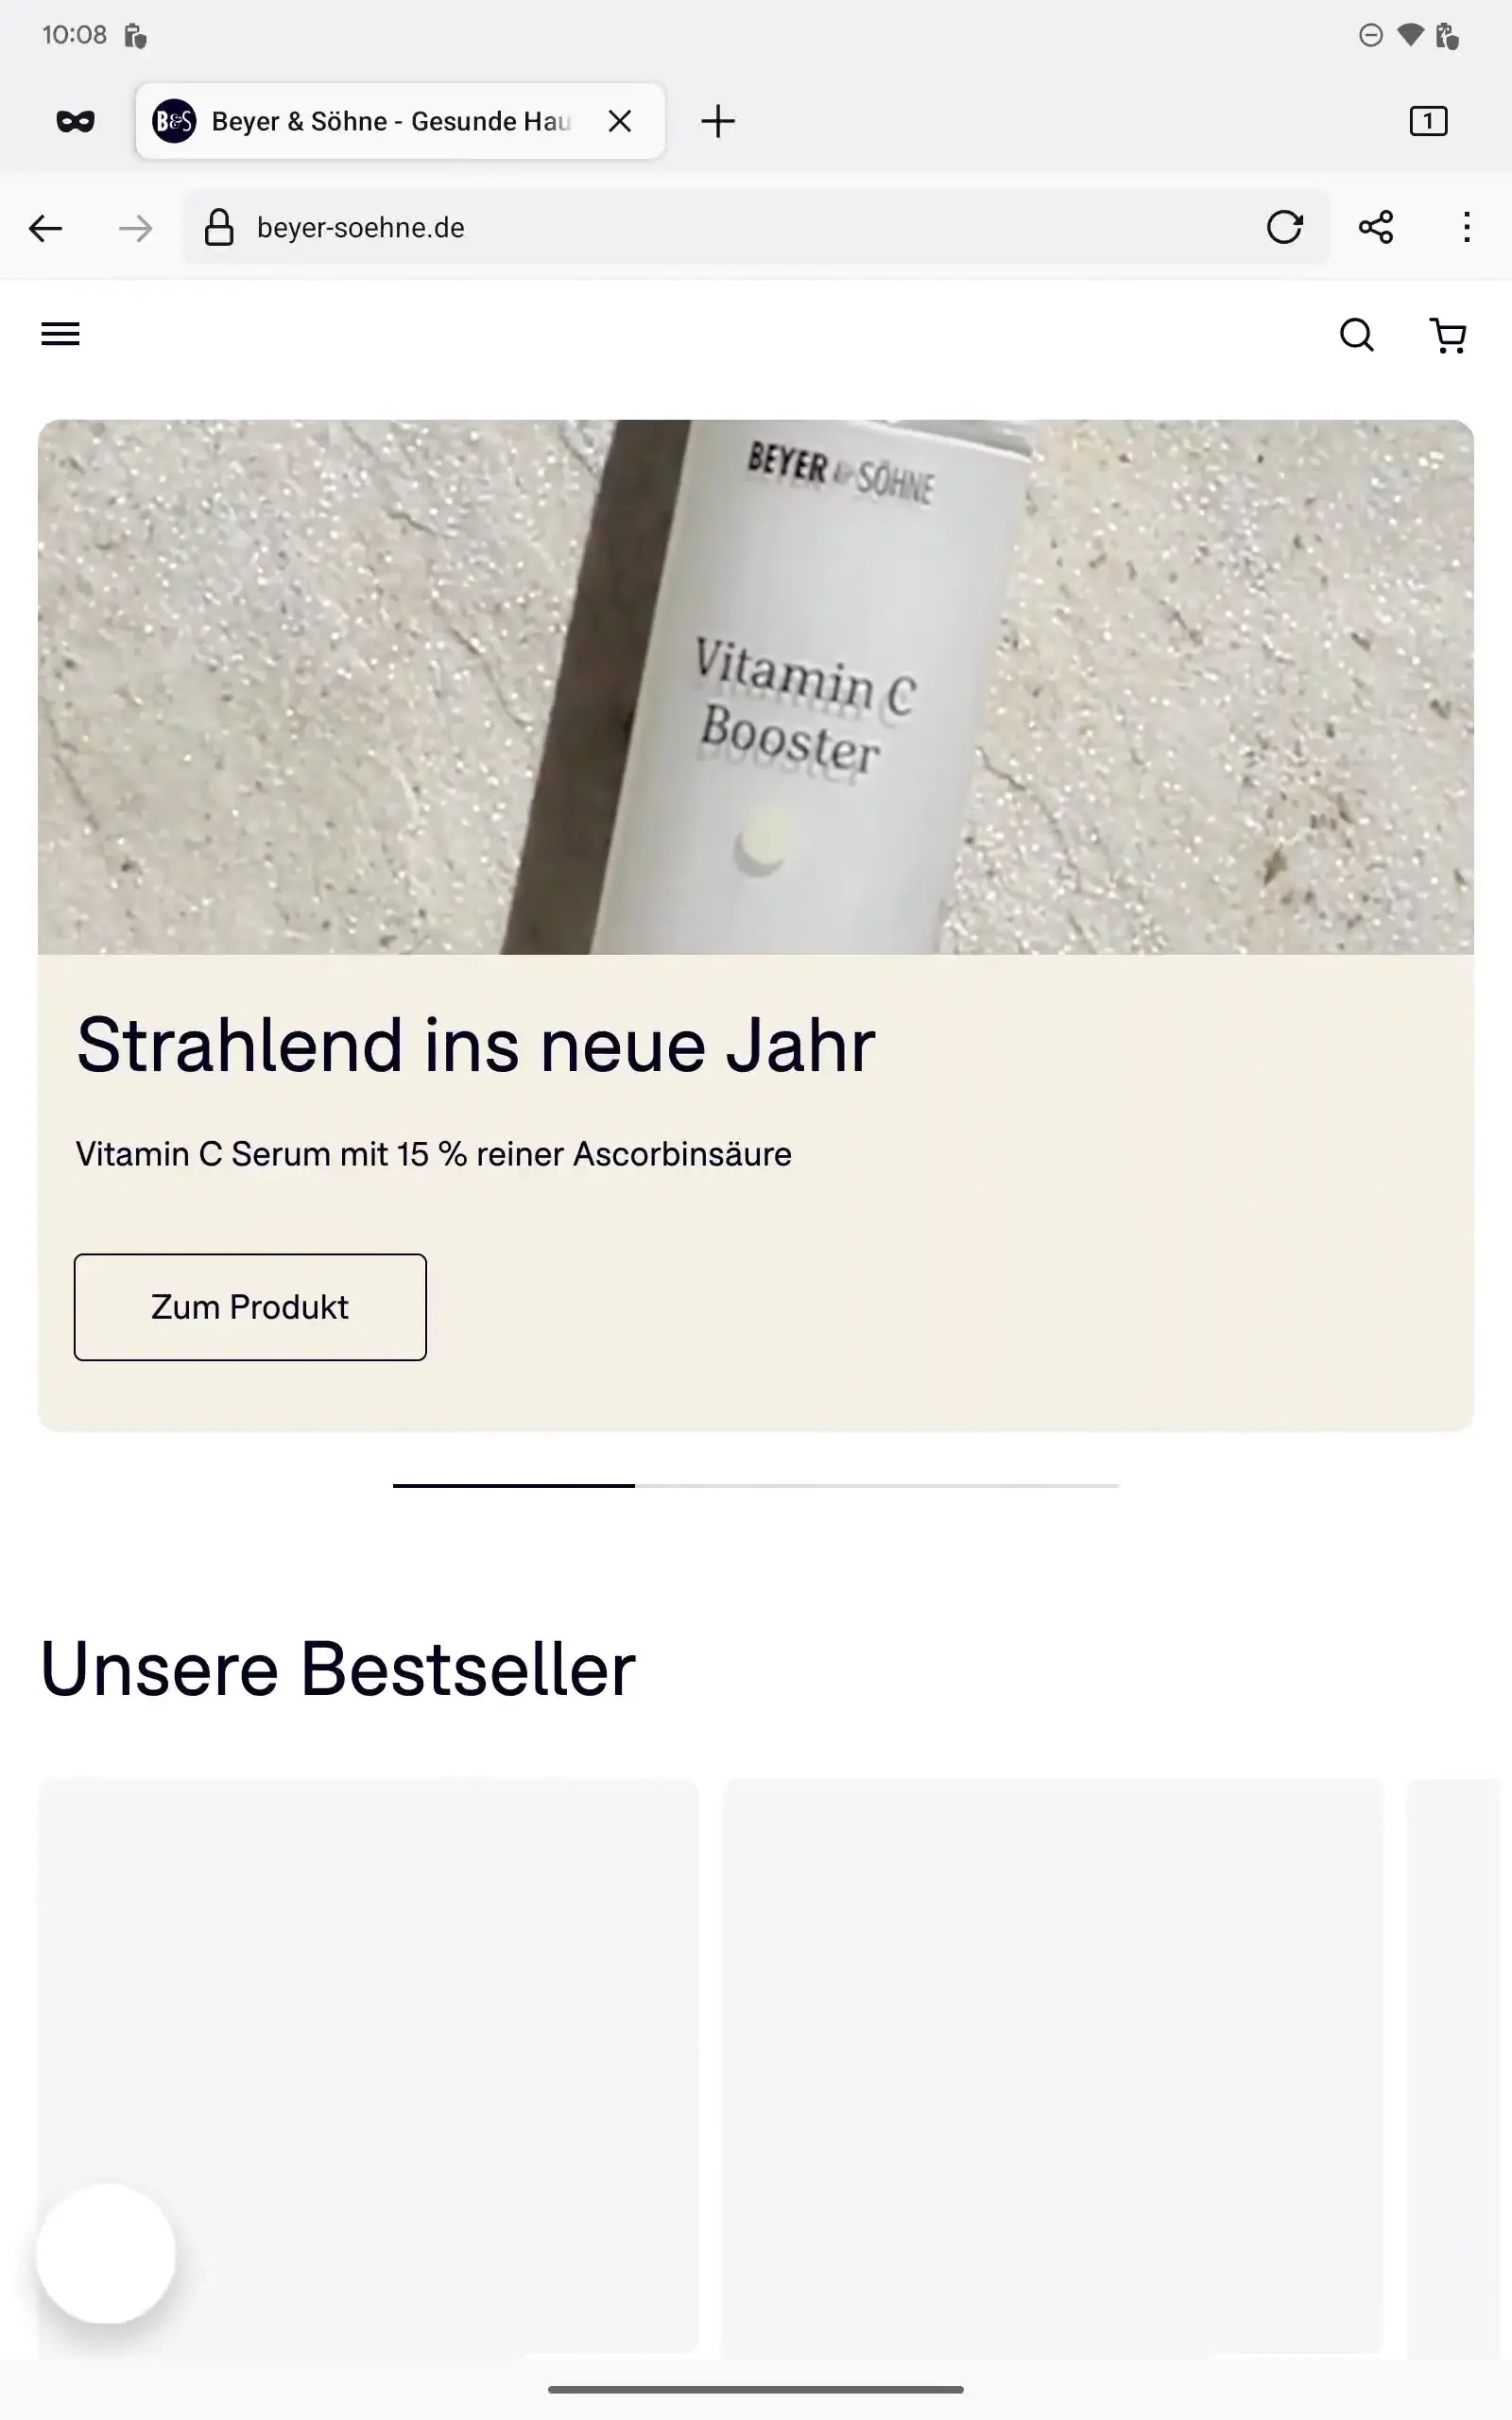 10:08
B&S Beyer & Söhne - Gesunde Hau
1
beyer-soehne.de
BEYER & SÖHNE
Vitamin C
Booster
Strahlend ins neue Jahr
Vitamin C Serum mit 15 % reiner Ascorbinsäure
Zum Produkt
Unsere Bestseller